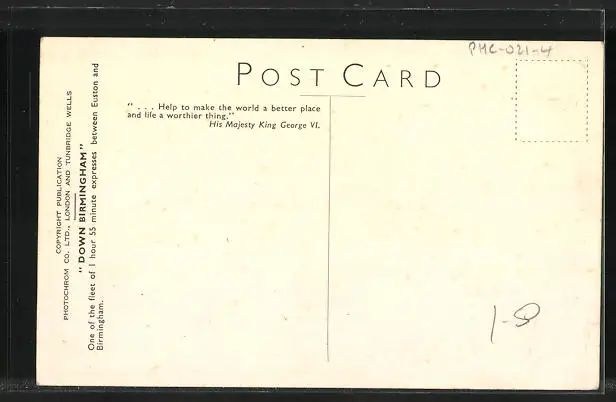 PHC-021-4
POST CARD
" . . . Help to make the world a better place
and life a worthier thing."
His Majesty King George VI.
COPYRIGHT PUBLICATION
PHOTOCHROM CO. LTD., LONDON AND TUNBRIDGE WELLS
"DOWN BIRMINGHAM"
One of the fleet of 1 hour 55 minute expresses between Euston and
Birmingham.